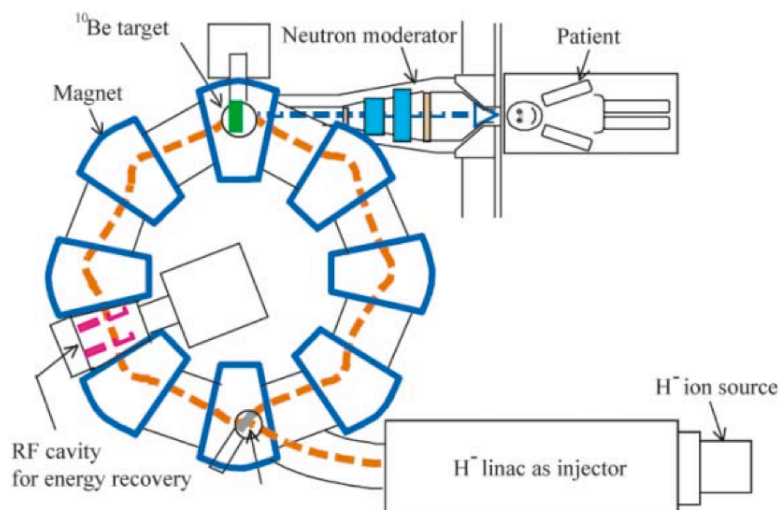 ¹⁰Be target
Neutron moderator
Patient
Magnet
H⁻ ion source
RF cavity
for energy recovery
H⁻ linac as injector